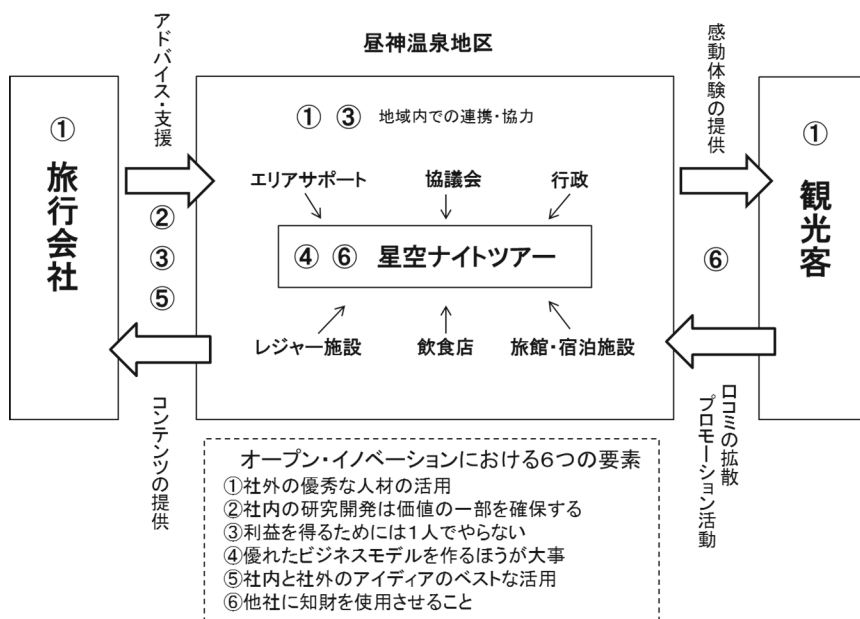 昼神温泉地区
① 旅行会社
アドバイス・支援
② ③ ⑤
コンテンツの提供
① ③ 地域内での連携・協力
エリアサポート 協議会 行政
④ ⑥ 星空ナイトツアー
レジャー施設 飲食店 旅館・宿泊施設
感動体験の提供
⑥
口コミの拡散
プロモーション活動
① 観光客
オープン・イノベーションにおける6つの要素
①社外の優秀な人材の活用
②社内の研究開発は価値の一部を確保する
③利益を得るためには1人でやらない
④優れたビジネスモデルを作るほうが大事
⑤社内と社外のアイディアのベストな活用
⑥他社に知財を使用させること